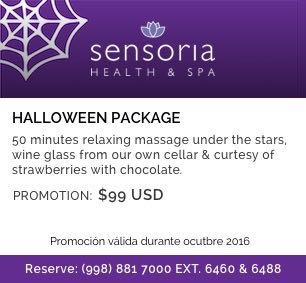 sensoria
HEALTH & SPA
HALLOWEEN PACKAGE
50 minutes relaxing massage under the stars,
wine glass from our own cellar & curtesy of
strawberries with chocolate.
PROMOTION: $99 USD
Promoción válida durante ocutbre 2016
Reserve: (998) 881 7000 EXT. 6460 & 6488